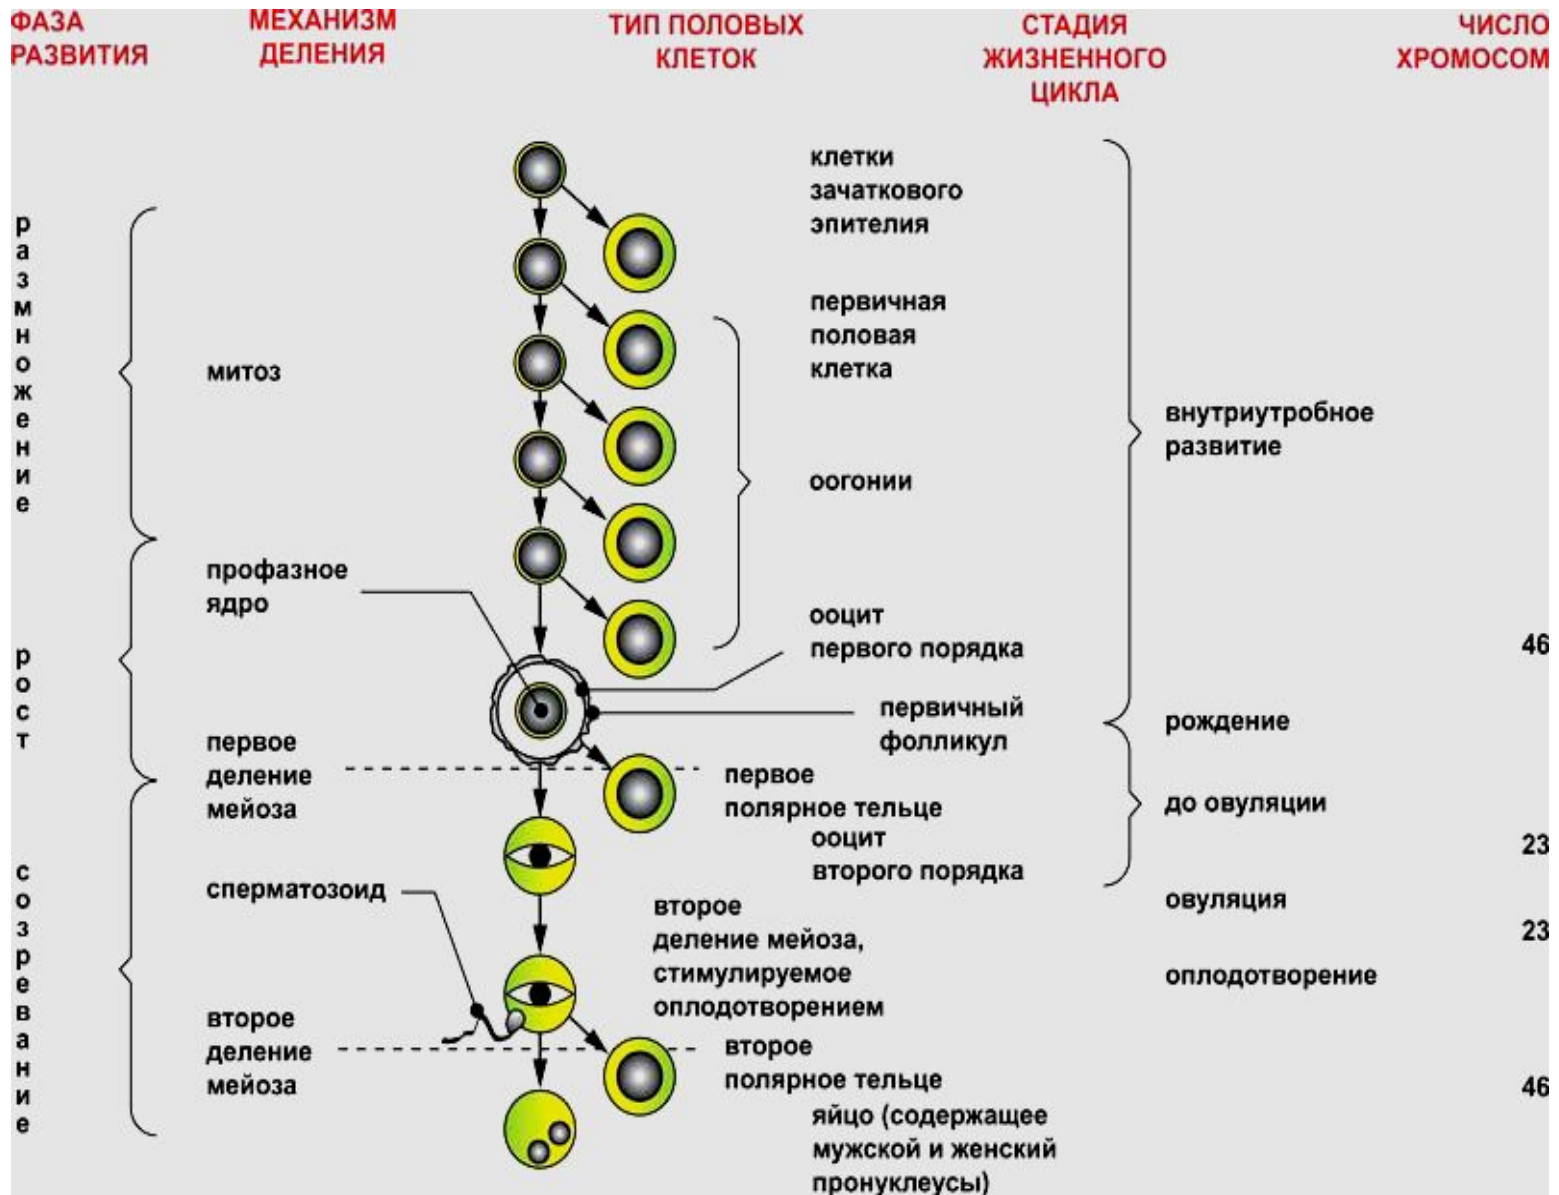 ФАЗА
РАЗВИТИЯ
МЕХАНИЗМ
ДЕЛЕНИЯ
ТИП ПОЛОВЫХ
КЛЕТОК
СТАДИЯ
ЖИЗНЕННОГО
ЦИКЛА
ЧИСЛО
ХРОМОСОМ
размножение
рост
созревание
митоз
профазное
ядро
первое
деление
мейоза
сперматозоид
второе
деление
мейоза
клетки
зачаткового
эпителия
первичная
половая
клетка
оогонии
ооцит
первого порядка
первичный
фолликул
первое
полярное тельце
ооцит
второго порядка
второе
деление мейоза,
стимулируемое
оплодотворением
второе
полярное тельце
яйцо (содержащее
мужской и женский
пронуклеусы)
внутриутробное
развитие
рождение
до овуляции
овуляция
оплодотворение
46
23
23
46